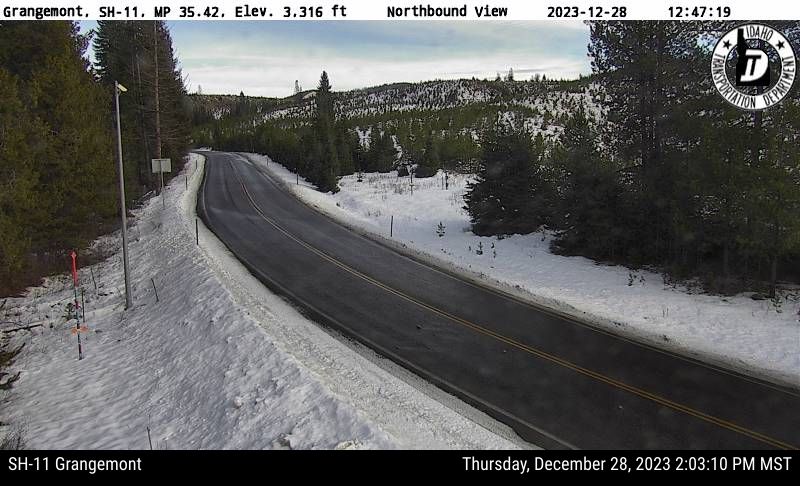 Grangemont, SH-11, MP 35.42, Elev. 3,316 ft Northbound View 2023-12-28 12:47:19
IDAHO
TRANSPORTATION DEPARTMENT
SH-11 Grangemont Thursday, December 28, 2023 2:03:10 PM MST